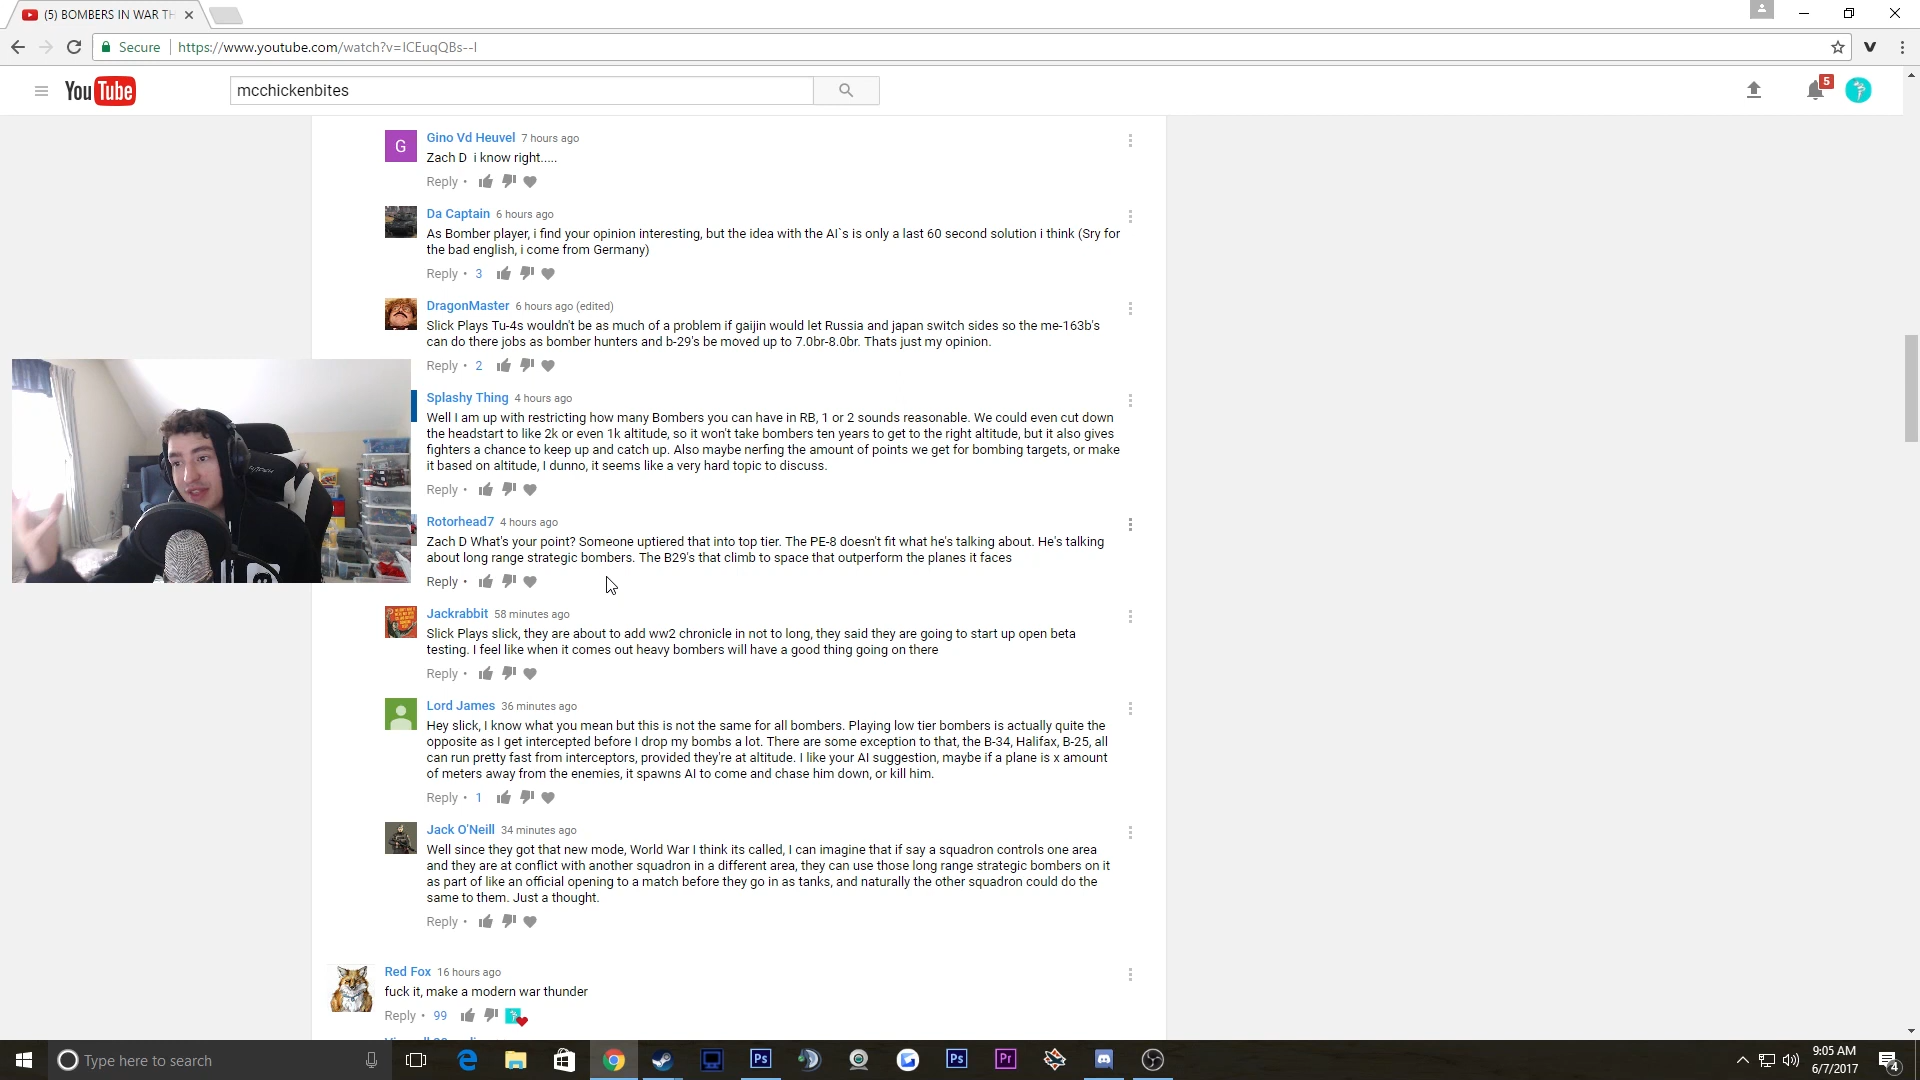 (5) BOMBERS IN WAR TH
Secure
https://www.youtube.com/watch?v=ICEuqQBs--I
YouTube
mcchickenbites
5
G
Gino Vd Heuvel 7 hours ago
Zach D i know right.....
Reply •
Da Captain 6 hours ago
As Bomber player, i find your opinion interesting, but the idea with the AI`s is only a last 60 second solution i think (Sry for
the bad english, i come from Germany)
Reply • 3
DragonMaster 6 hours ago (edited)
Slick Plays Tu-4s wouldn't be as much of a problem if gaijin would let Russia and japan switch sides so the me-163b's
can do there jobs as bomber hunters and b-29's be moved up to 7.0br-8.0br. Thats just my opinion.
Reply • 2
Splashy Thing 4 hours ago
Well I am up with restricting how many Bombers you can have in RB, 1 or 2 sounds reasonable. We could even cut down
the headstart to like 2k or even 1k altitude, so it won't take bombers ten years to get to the right altitude, but it also gives
fighters a chance to keep up and catch up. Also maybe nerfing the amount of points we get for bombing targets, or make
it based on altitude, I dunno, it seems like a very hard topic to discuss.
Reply •
Rotorhead7 4 hours ago
Zach D What's your point? Someone uptiered that into top tier. The PE-8 doesn't fit what he's talking about. He's talking
about long range strategic bombers. The B29's that climb to space that outperform the planes it faces
Reply •
Jackrabbit 58 minutes ago
Slick Plays slick, they are about to add ww2 chronicle in not to long, they said they are going to start up open beta
testing. I feel like when it comes out heavy bombers will have a good thing going on there
Reply •
Lord James 36 minutes ago
Hey slick, I know what you mean but this is not the same for all bombers. Playing low tier bombers is actually quite the
opposite as I get intercepted before I drop my bombs a lot. There are some exception to that, the B-34, Halifax, B-25, all
can run pretty fast from interceptors, provided they're at altitude. I like your AI suggestion, maybe if a plane is x amount
of meters away from the enemies, it spawns AI to come and chase him down, or kill him.
Reply • 1
Jack O'Neill 34 minutes ago
Well since they got that new mode, World War I think its called, I can imagine that if say a squadron controls one area
and they are at conflict with another squadron in a different area, they can use those long range strategic bombers on it
as part of like an official opening to a match before they go in as tanks, and naturally the other squadron could do the
same to them. Just a thought.
Reply •
Red Fox 16 hours ago
fuck it, make a modern war thunder
Reply • 99
Type here to search
Ps
Ps
Pr
9:05 AM
6/7/2017
4